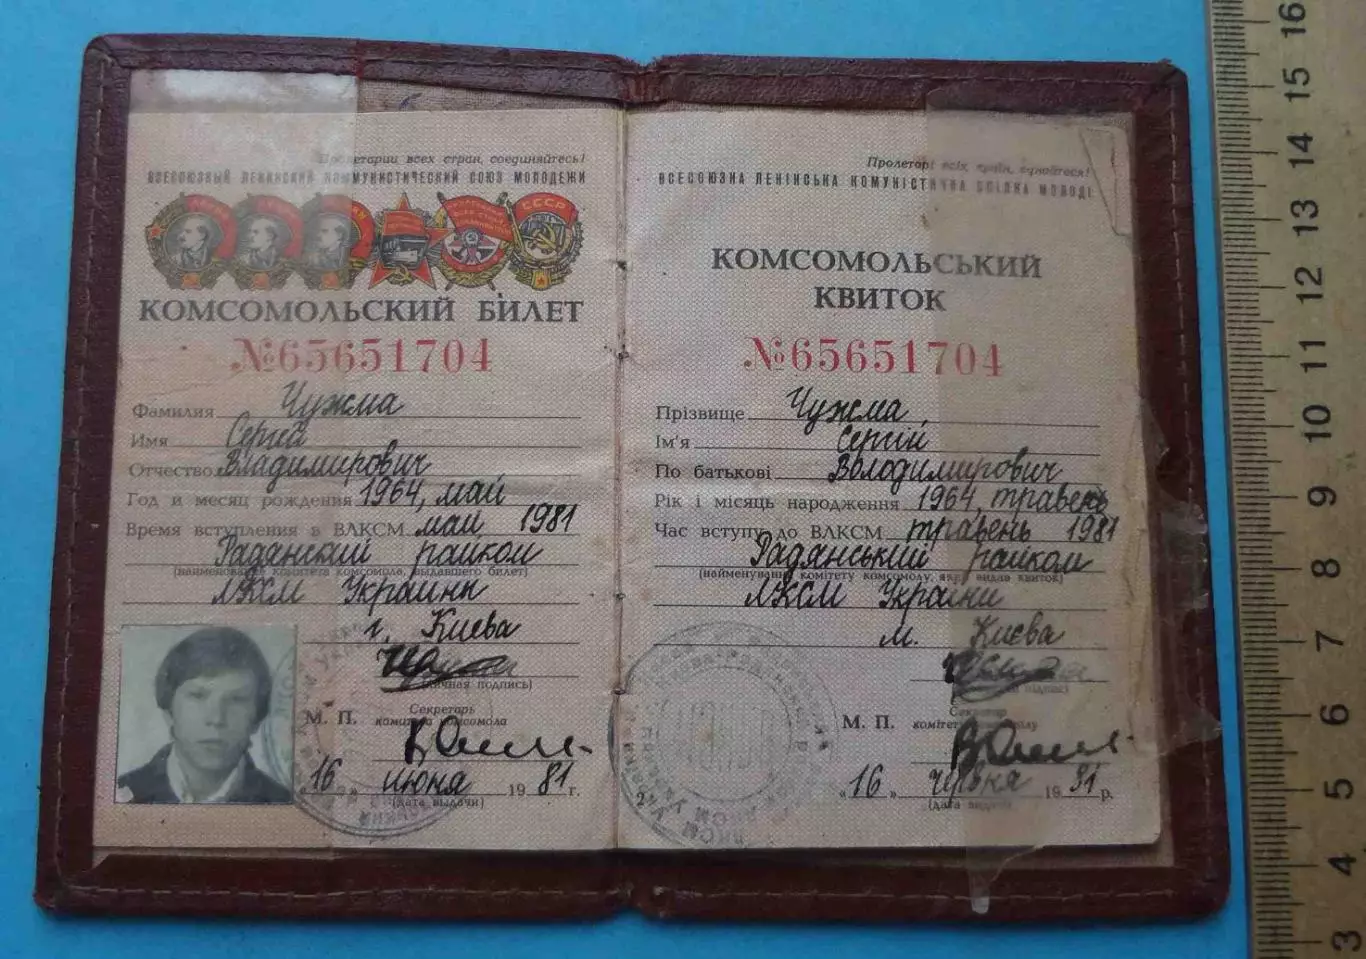 Пролетарии всех стран, соединяйтесь!
ВСЕСОЮЗНЫЙ ЛЕНИНСКИЙ КОММУНИСТИЧЕСКИЙ СОЮЗ МОЛОДЕЖИ
СССР
КОМСОМОЛЬСКИЙ БИЛЕТ
№65651704
Фамилия Чужма
Имя Сергей
Отчество Владимирович
Год и месяц рождения 1964, май
Время вступления в ВЛКСМ май 1981
Радянский райком
(наименование комитета комсомола, выдавшего билет)
ЛКСМ Украины
г. Киева
(личная подпись)
Секретарь
М. П. комитета комсомола
"16" июня 1981 г.
(дата выдачи)
Пролетарі всіх країн, єднайтеся!
ВСЕСОЮЗНА ЛЕНІНСЬКА КОМУНІСТИЧНА СПІЛКА МОЛОДІ
КОМСОМОЛЬСЬКИЙ
КВИТОК
№65651704
Прізвище Чужма
Ім'я Сергій
По батькові Володимирович
Рік і місяць народження 1964, травень
Час вступу до ВЛКСМ травень 1981
Радянський райком
(найменування комітету комсомолу, який видав квиток)
ЛКСМ України
м. Києва
(особистий підпис)
Секретар
М. П. комітету комсомолу
"16" червня 1981 р.
(дата видачі)
2
16
15
14
13
12
11
10
9
8
7
6
5
4
3